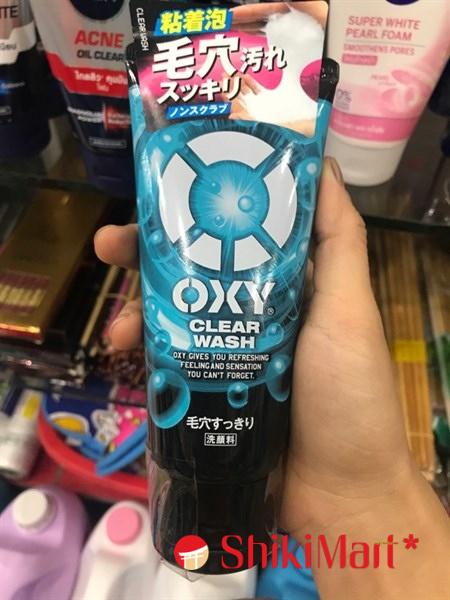 CLEAR WASH
粘着泡
毛穴汚れ
スッキリ
ノンスクラブ
OXY®
CLEAR
WASH
OXY GIVES YOU REFRESHING
FEELING AND SENSATION
YOU CAN'T FORGET.
毛穴すっきり
洗顔料
ACNE
OIL CLEAR
SUPER WHITE
PEARL FOAM
SMOOTHENS PORES
ShikiMart*